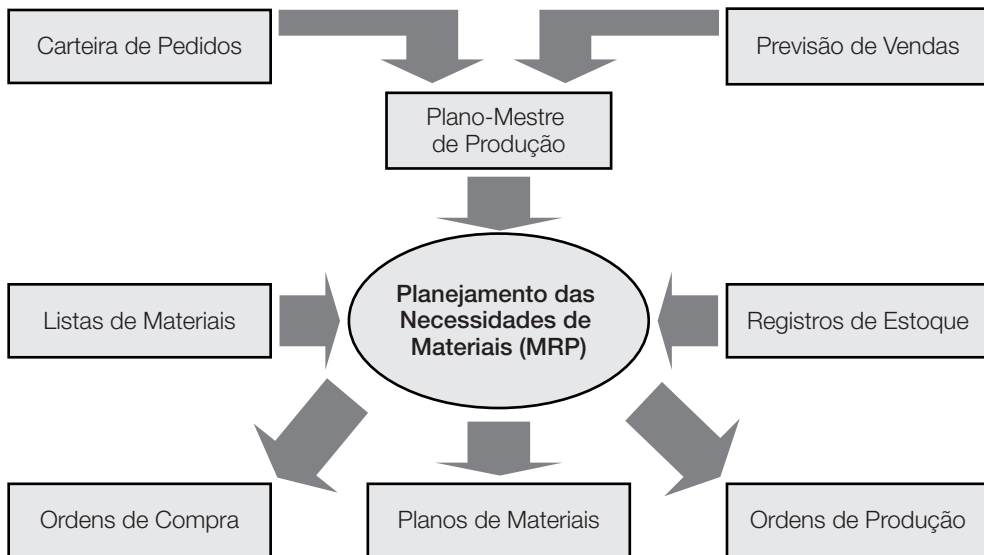 Carteira de Pedidos
Previsão de Vendas
Plano-Mestre
de Produção
Listas de Materiais
Planejamento das
Necessidades de
Materiais (MRP)
Registros de Estoque
Ordens de Compra
Planos de Materiais
Ordens de Produção